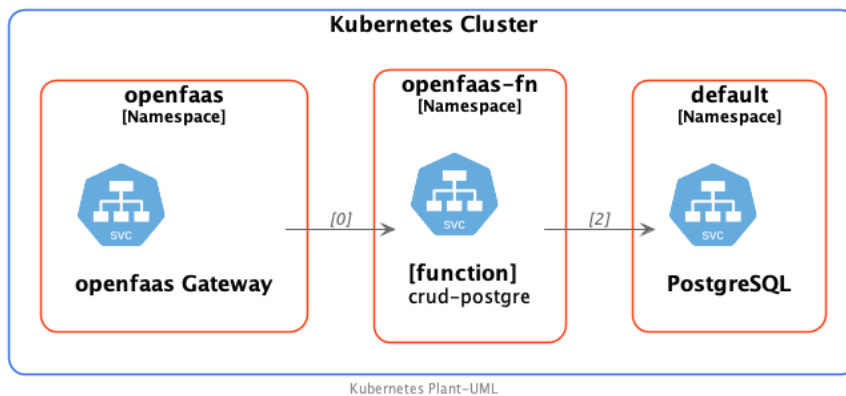 Kubernetes Cluster
openfaas
[Namespace]
svc
openfaas Gateway
[0]
openfaas-fn
[Namespace]
svc
[function]
crud-postgre
[2]
default
[Namespace]
svc
PostgreSQL
Kubernetes Plant-UML